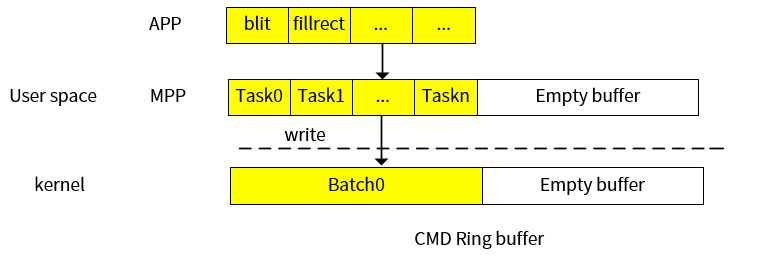 APP blit fillrect ... ...
User space MPP Task0 Task1 ... Taskn Empty buffer
write
kernel Batch0 Empty buffer
CMD Ring buffer